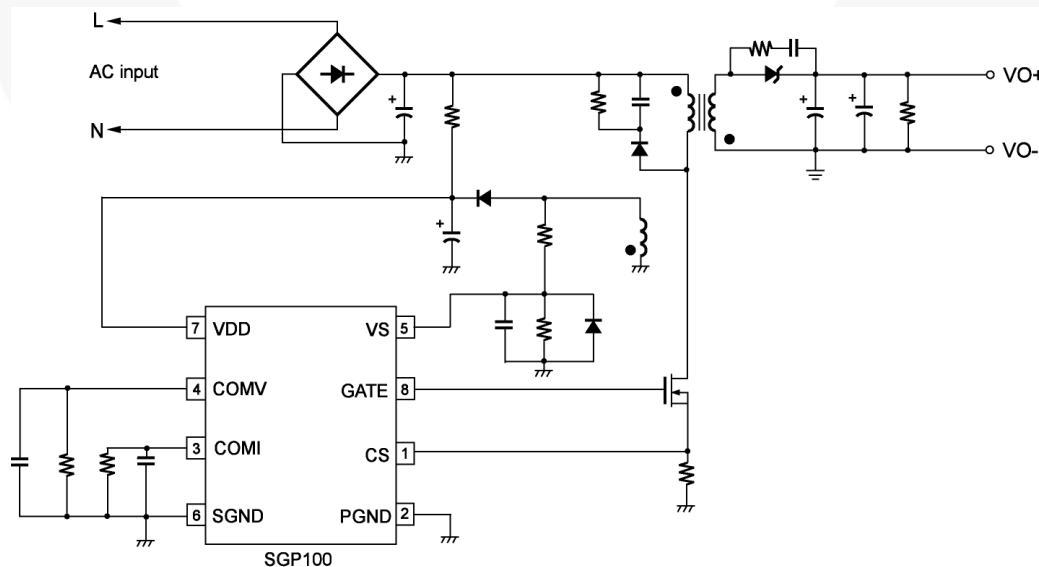 L
AC input
N
VO+
VO-
+
+
+
+
7 VDD
VS 5
4 COMV
GATE 8
3 COMI
CS 1
6 SGND
PGND 2
SGP100